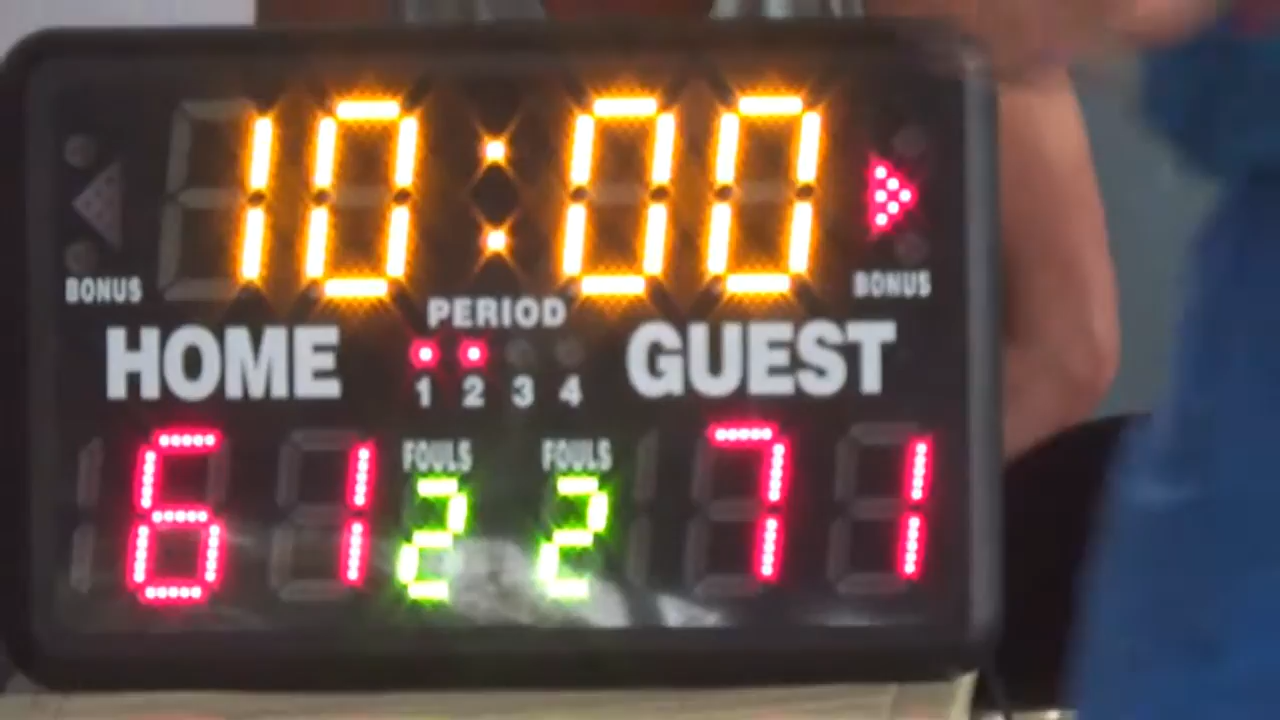 10:00
BONUS PERIOD BONUS
HOME GUEST
1 2 3 4
FOULS FOULS
61 2 2 71